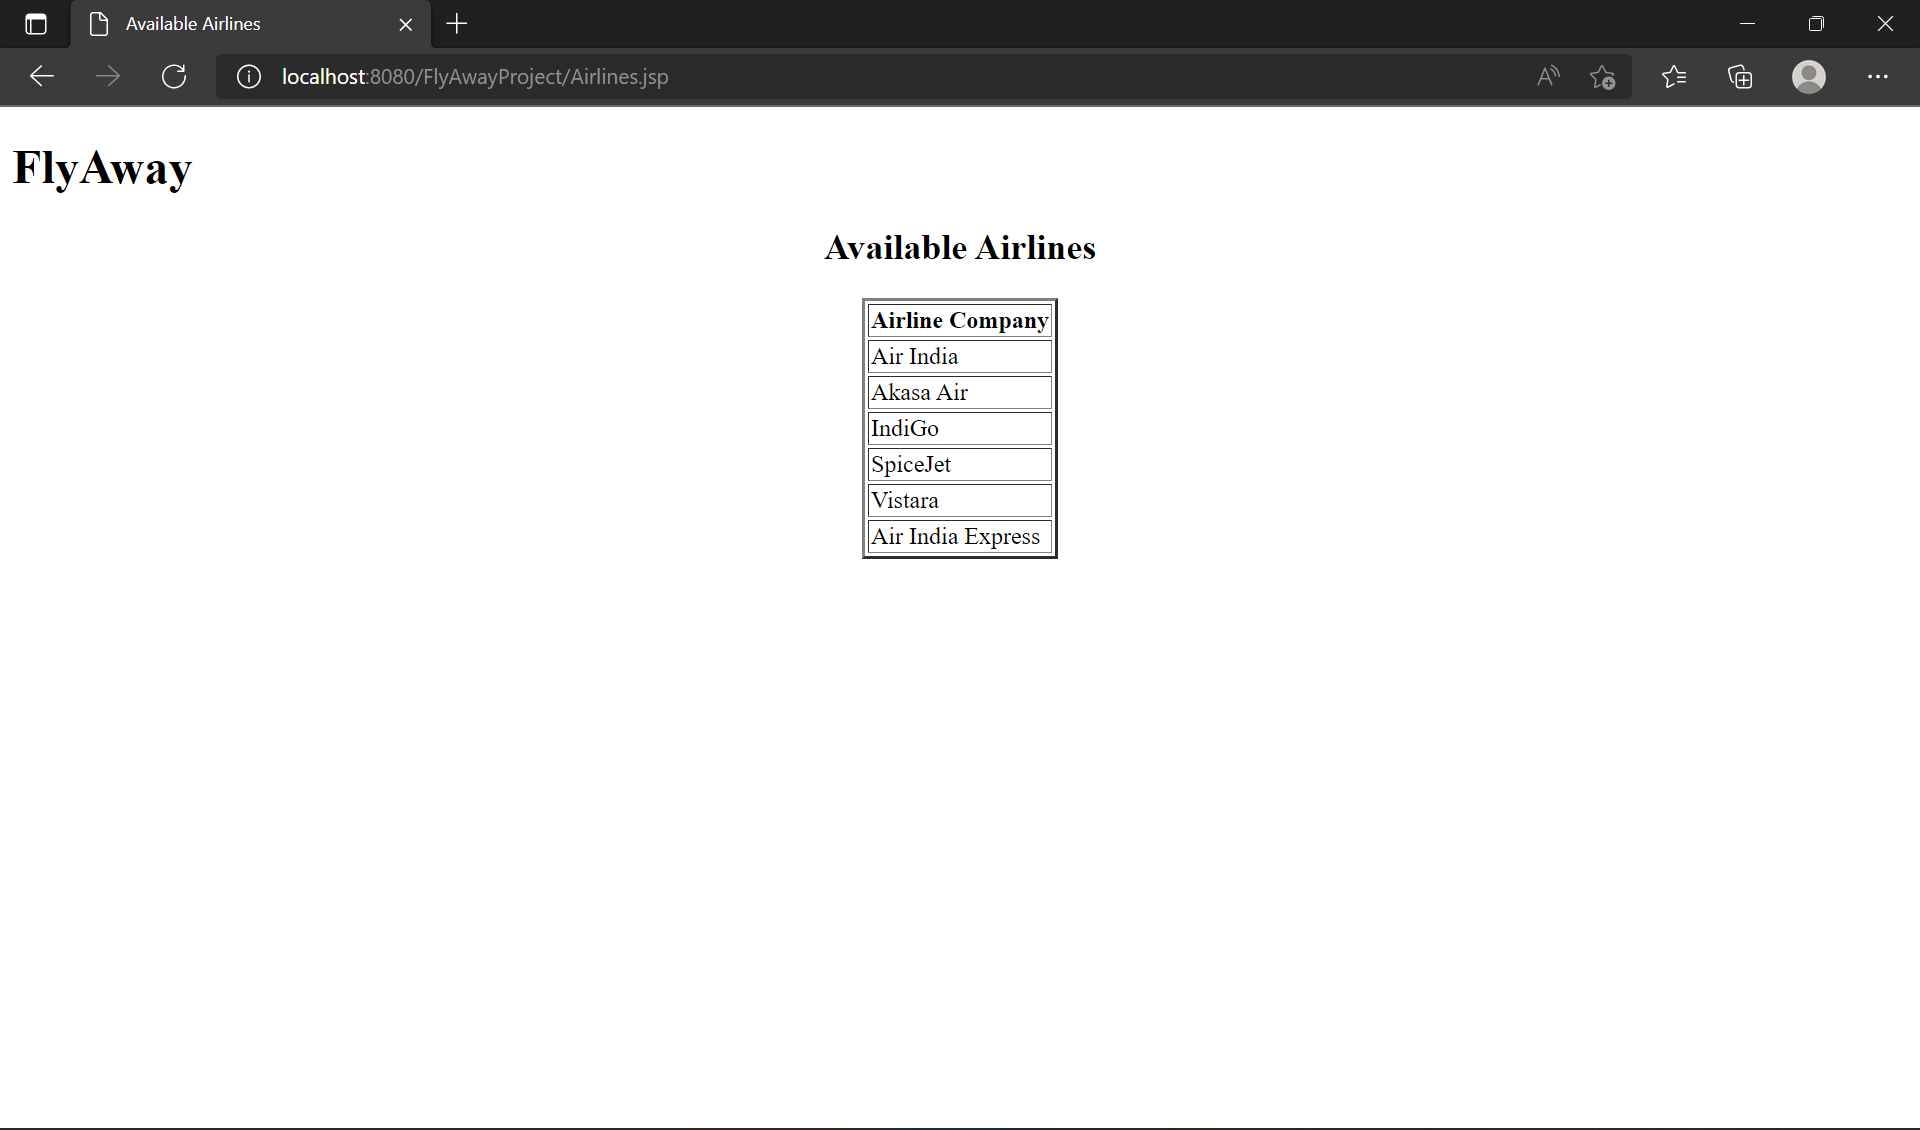 Available Airlines
localhost:8080/FlyAwayProject/Airlines.jsp
FlyAway
Available Airlines
Airline Company
Air India
Akasa Air
IndiGo
SpiceJet
Vistara
Air India Express